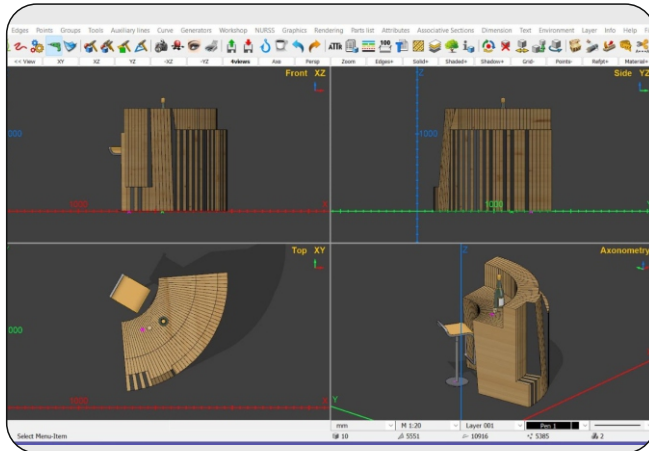 Edges Points Groups Tools Auxiliary lines Curve Generators Workshop NURSS Graphics Rendering Parts list Attributes Associative Sections Dimension Text Environment Layer Info Help
ATTR 100
<< View XY XZ YZ -XZ -YZ 4views Axo Persp Zoom Edges+ Solid+ Shaded+ Shadow+ Grid- Points- Refpt+ Material+
Front XZ
Side YZ
Z
000
1000
1000
X
1000
Y
Top XY
Axonometry
Z
000
1000
X
Y
X
mm M 1:20 Layer 001 Pen 1
Select Menu-Item
10 5551 10916 5385 2